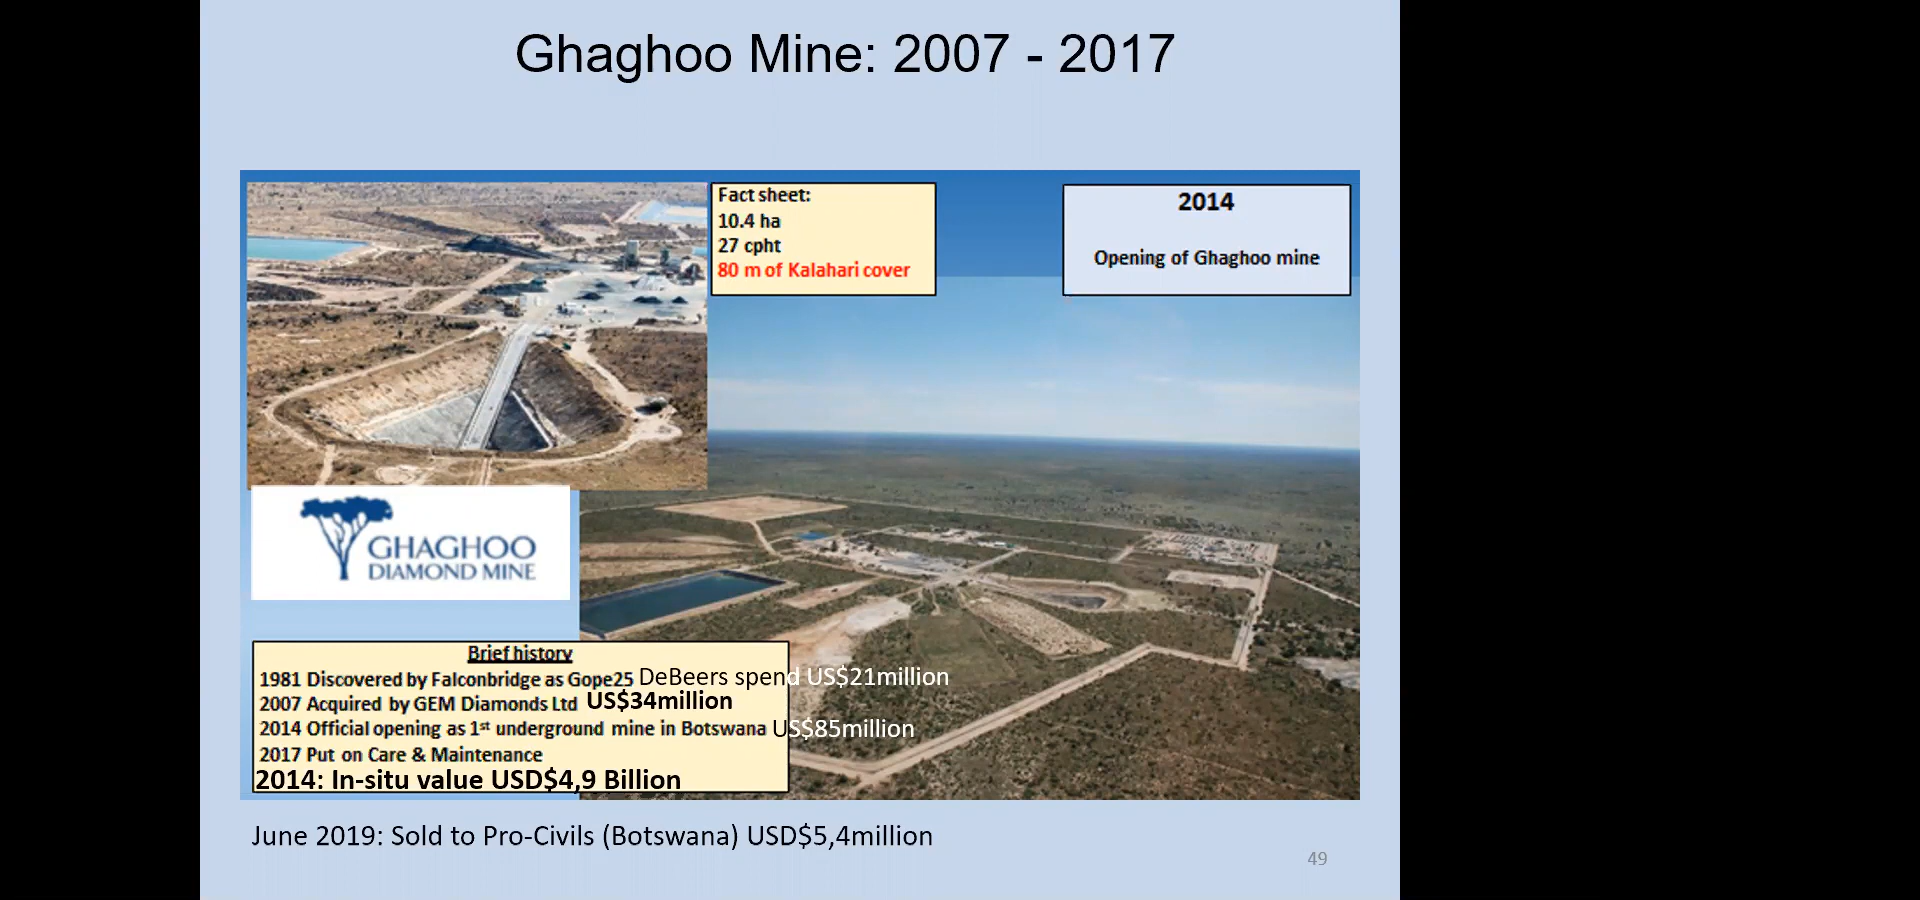 Ghaghoo Mine: 2007 - 2017
Fact sheet:
10.4 ha
27 cpht
80 m of Kalahari cover
2014
Opening of Ghaghoo mine
GHAGHOO
DIAMOND MINE
Brief history
1981 Discovered by Falconbridge as Gope25 DeBeers spend US$21million
2007 Acquired by GEM Diamonds Ltd US$34million
2014 Official opening as 1st underground mine in Botswana US$85million
2017 Put on Care & Maintenance
2014: In-situ value USD$4,9 Billion
June 2019: Sold to Pro-Civils (Botswana) USD$5,4million
49